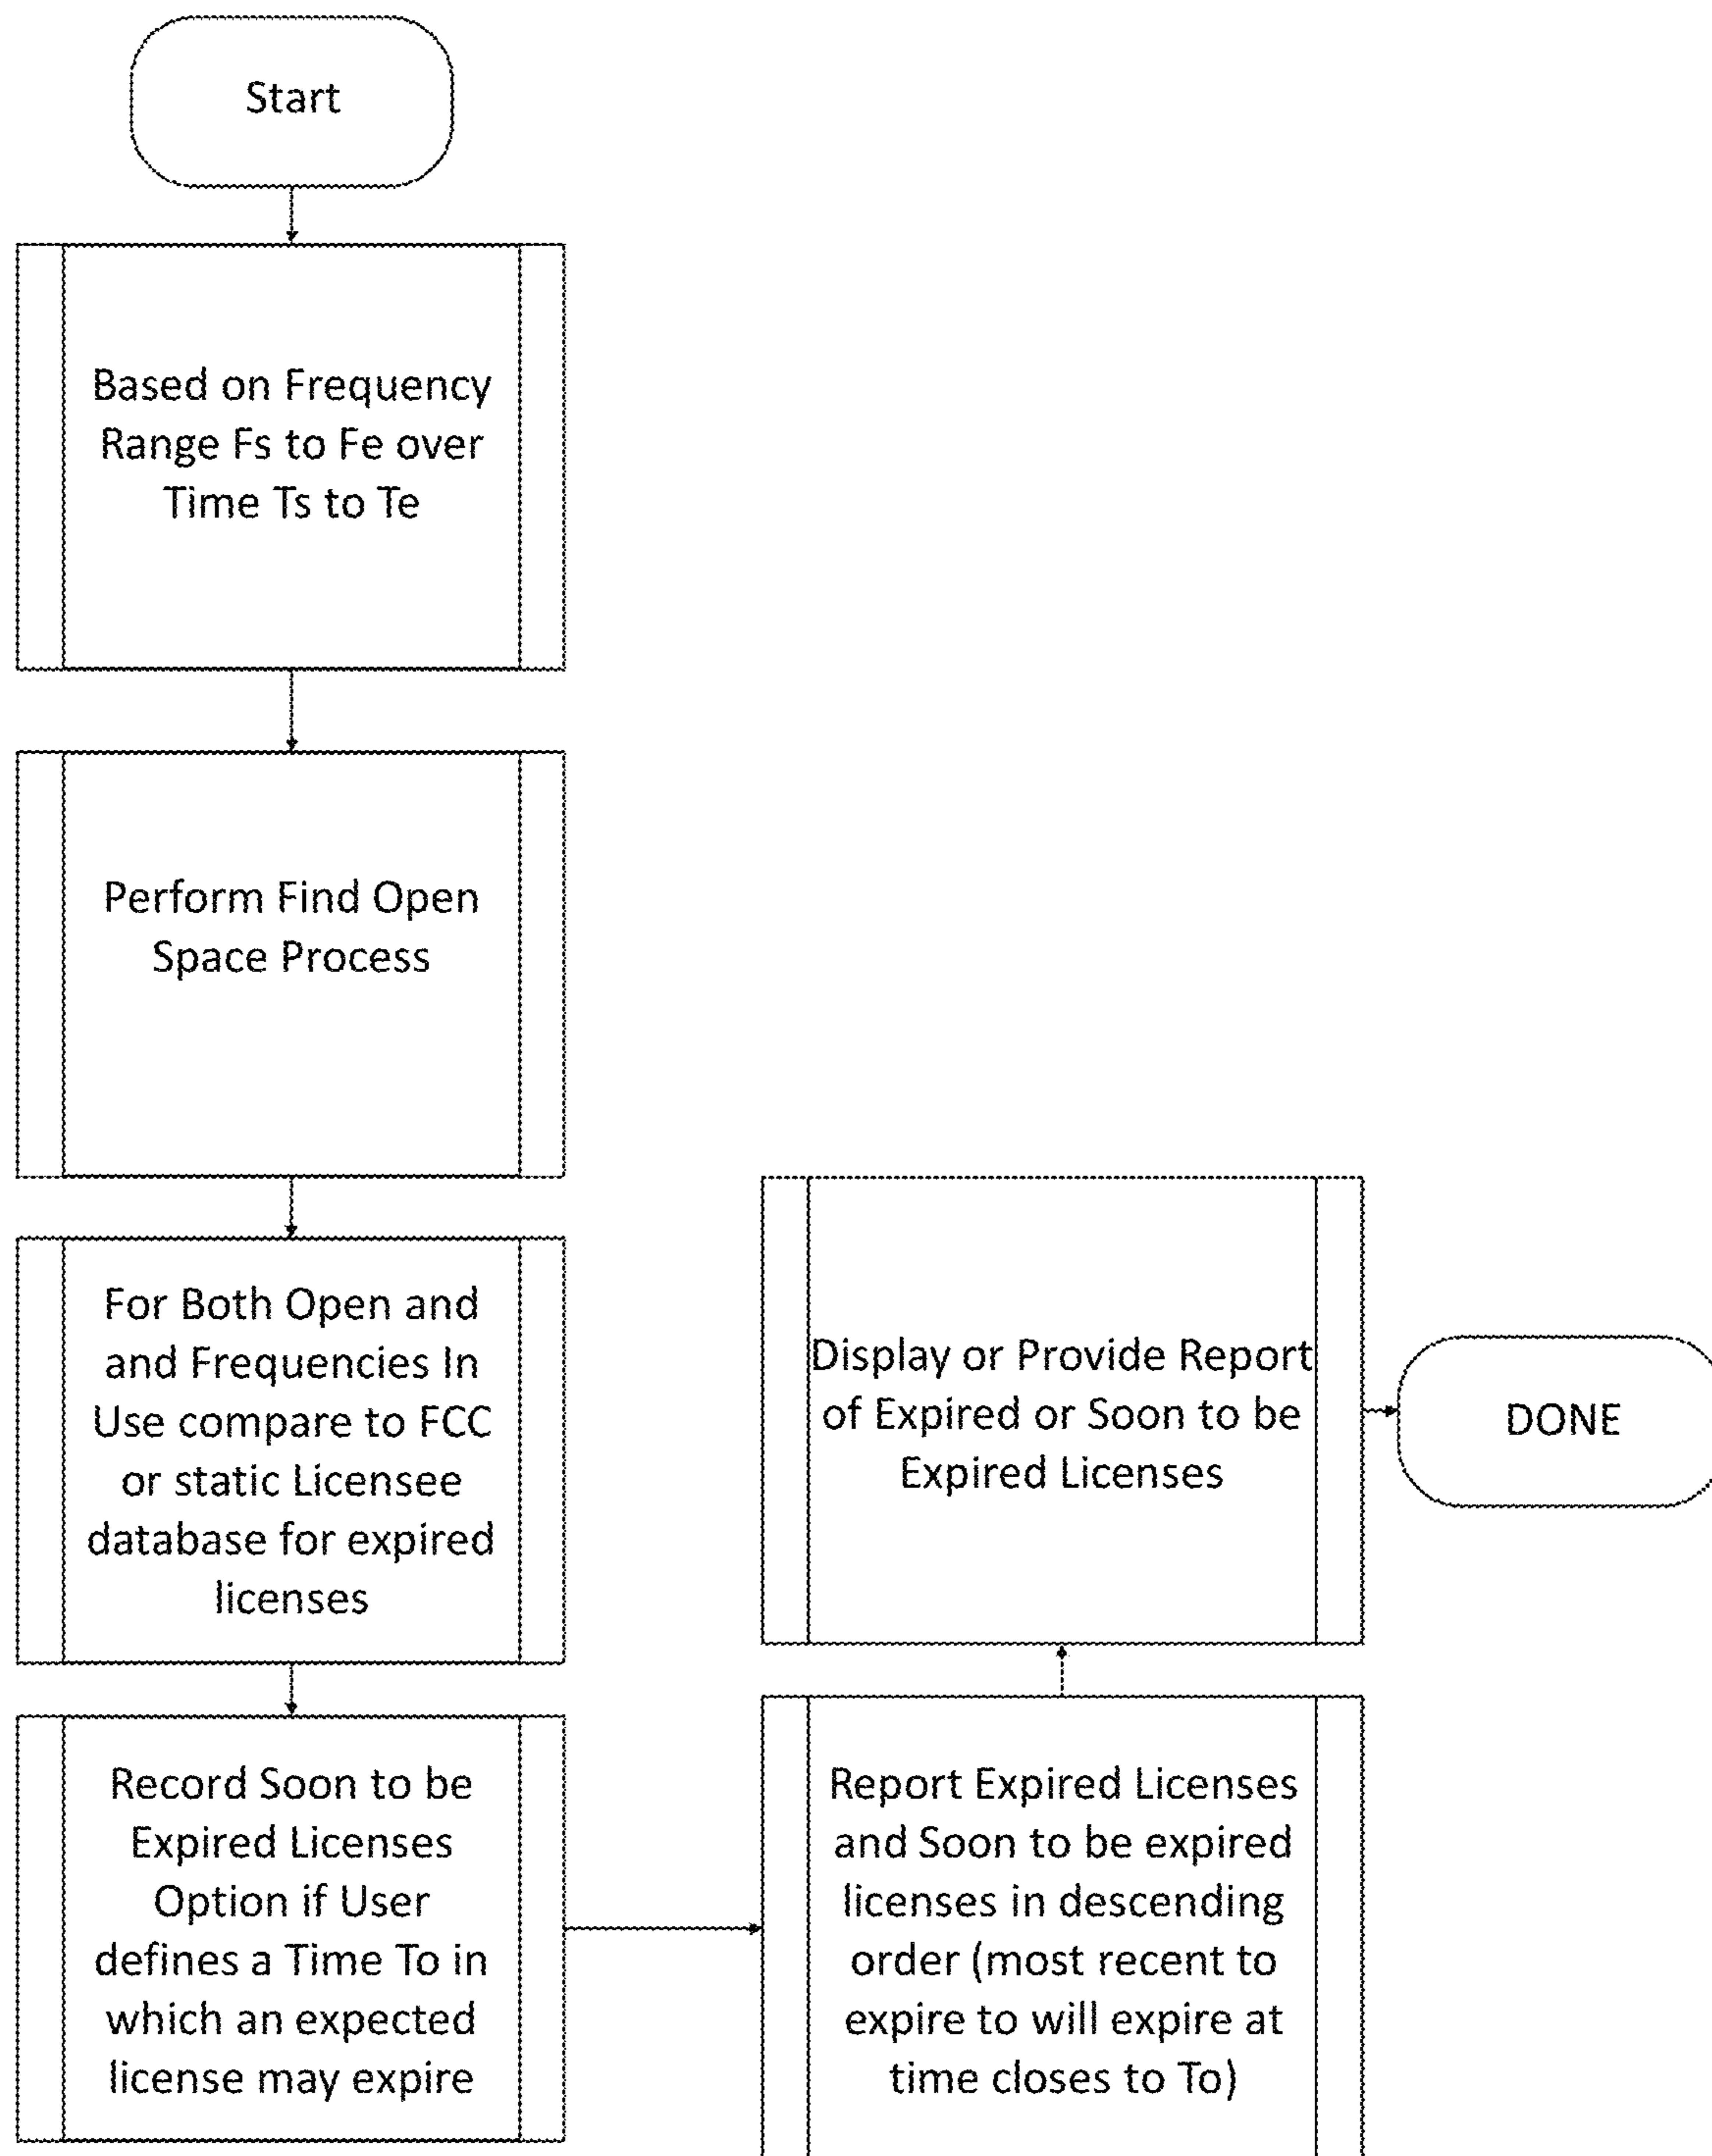 Start
Based on Frequency
Range Fs to Fe over
Time Ts to Te
Perform Find Open
Space Process
For Both Open and
and Frequencies In
Use compare to FCC
or static Licensee
database for expired
licenses
Record Soon to be
Expired Licenses
Option if User
defines a Time To in
which an expected
license may expire
Report Expired Licenses
and Soon to be expired
licenses in descending
order (most recent to
expire to will expire at
time closes to To)
Display or Provide Report
of Expired or Soon to be
Expired Licenses
DONE